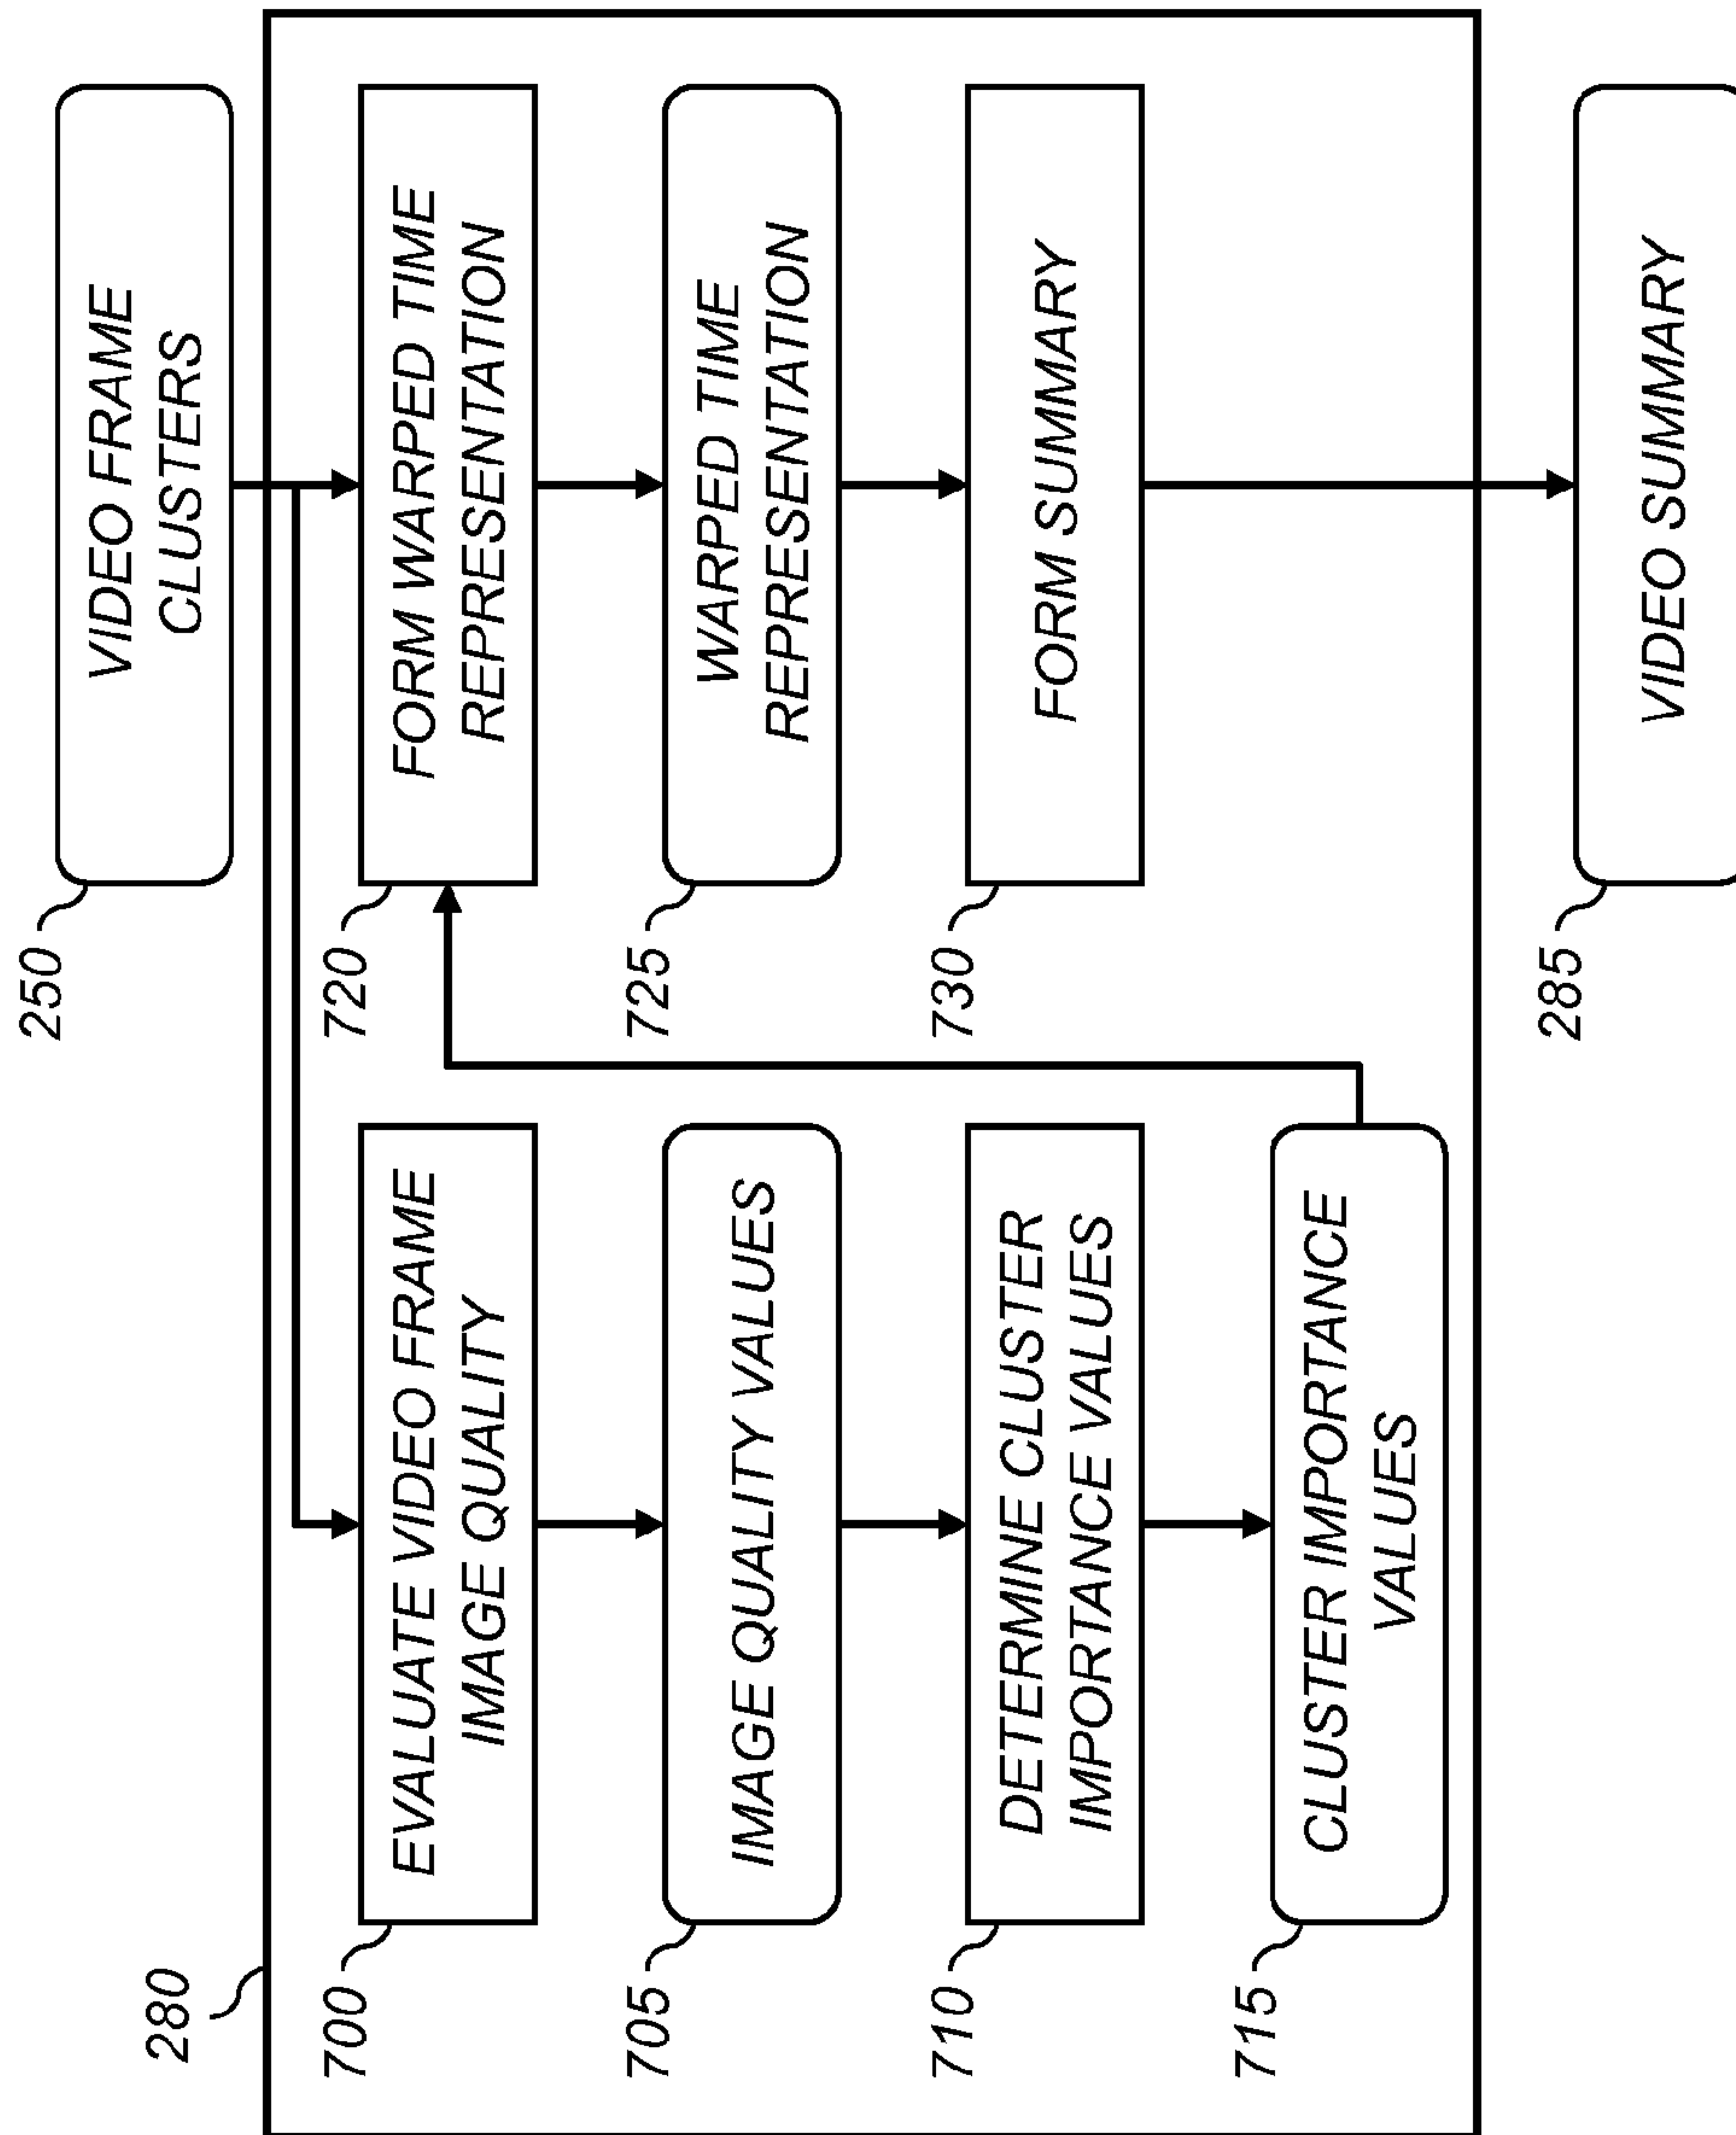 250
VIDEO FRAME
CLUSTERS
280
700
EVALUATE VIDEO FRAME
IMAGE QUALITY
720
FORM WARPED TIME
REPRESENTATION
705
IMAGE QUALITY VALUES
725
WARPED TIME
REPRESENTATION
710
DETERMINE CLUSTER
IMPORTANCE VALUES
730
FORM SUMMARY
715
CLUSTER IMPORTANCE
VALUES
285
VIDEO SUMMARY